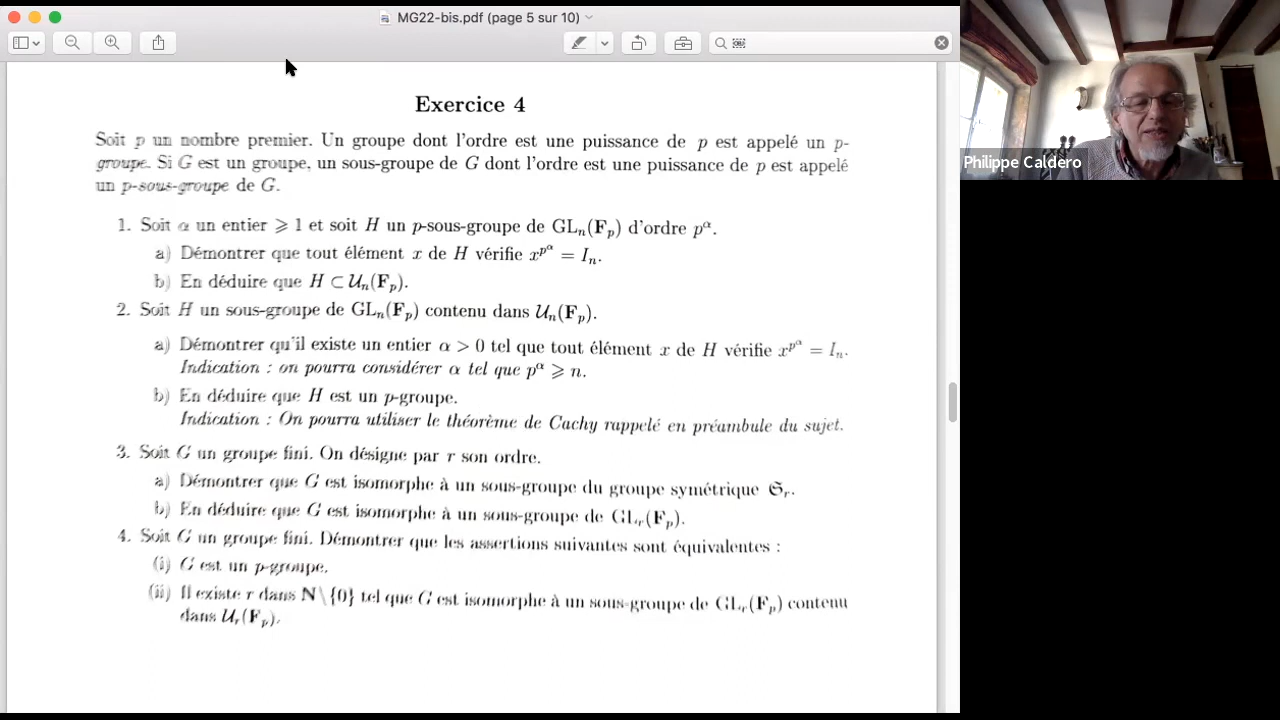 MG22-bis.pdf (page 5 sur 10)
Philippe Caldero
Exercice 4
Soit p un nombre premier. Un groupe dont l'ordre est une puissance de p est appelé un p-
groupe. Si G est un groupe, un sous-groupe de G dont l'ordre est une puissance de p est appelé
un p-sous-groupe de G.
1. Soit α un entier ⩾ 1 et soit H un p-sous-groupe de GLₙ(𝐅ₚ) d'ordre p^α.
a) Démontrer que tout élément x de H vérifie x^{p^α} = Iₙ.
b) En déduire que H ⊂ 𝒰ₙ(𝐅ₚ).
2. Soit H un sous-groupe de GLₙ(𝐅ₚ) contenu dans 𝒰ₙ(𝐅ₚ).
a) Démontrer qu'il existe un entier α > 0 tel que tout élément x de H vérifie x^{p^α} = Iₙ.
Indication : on pourra considérer α tel que p^α ⩾ n.
b) En déduire que H est un p-groupe.
Indication : On pourra utiliser le théorème de Cachy rappelé en préambule du sujet.
3. Soit G un groupe fini. On désigne par r son ordre.
a) Démontrer que G est isomorphe à un sous-groupe du groupe symétrique 𝔖ᵣ.
b) En déduire que G est isomorphe à un sous-groupe de GLᵣ(𝐅ₚ).
4. Soit G un groupe fini. Démontrer que les assertions suivantes sont équivalentes :
(i) G est un p-groupe.
(ii) Il existe r dans 𝐍\{0} tel que G est isomorphe à un sous-groupe de GLᵣ(𝐅ₚ) contenu
dans 𝒰ᵣ(𝐅ₚ).